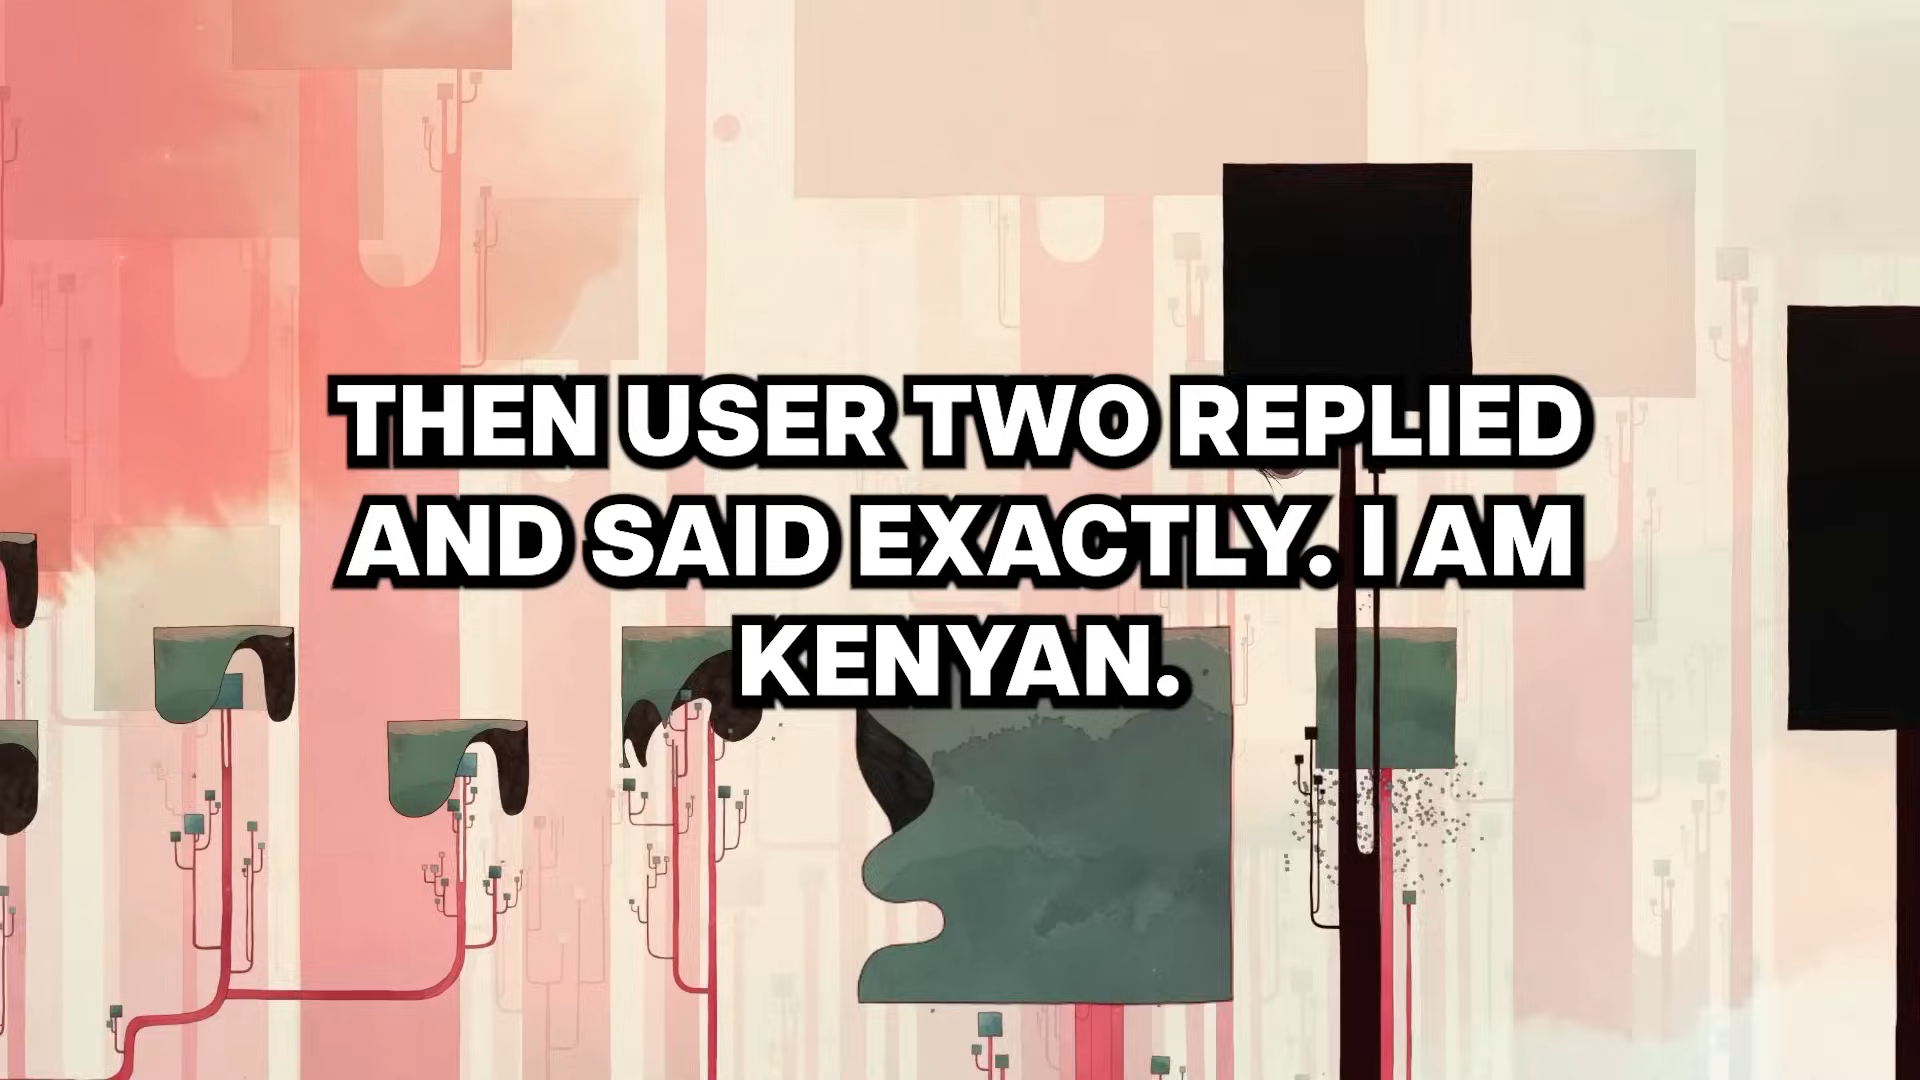 THEN USER TWO REPLIED
AND SAID EXACTLY. I AM
KENYAN.